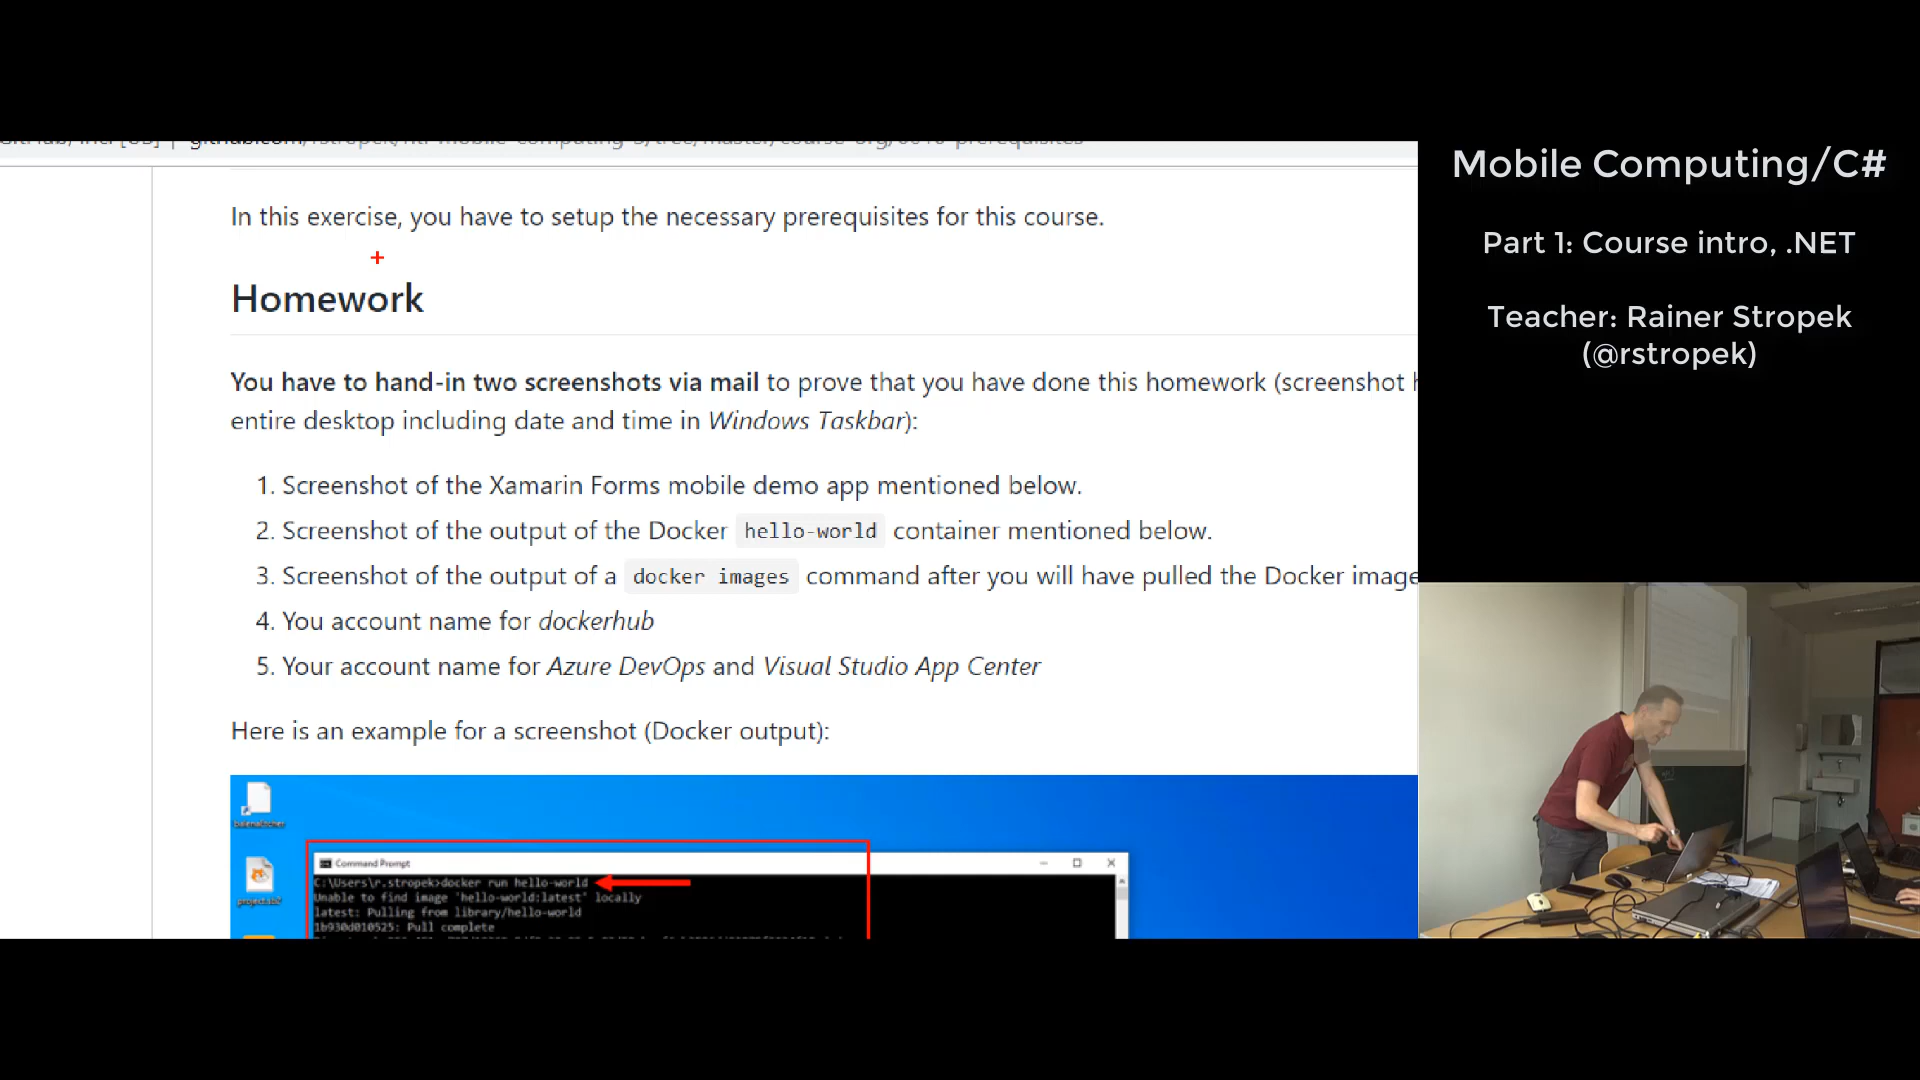 In this exercise, you have to setup the necessary prerequisites for this course.
Homework
You have to hand-in two screenshots via mail to prove that you have done this homework (screenshot
entire desktop including date and time in Windows Taskbar):
1. Screenshot of the Xamarin Forms mobile demo app mentioned below.
2. Screenshot of the output of the Docker hello-world container mentioned below.
3. Screenshot of the output of a docker images command after you will have pulled the Docker image
4. You account name for dockerhub
5. Your account name for Azure DevOps and Visual Studio App Center
Here is an example for a screenshot (Docker output):
Command Prompt
C:\Users\r.stropek>docker run hello-world
Unable to find image 'hello-world:latest' locally
latest: Pulling from library/hello-world
1b930d010525: Pull complete
Mobile Computing/C#
Part 1: Course intro, .NET
Teacher: Rainer Stropek
(@rstropek)